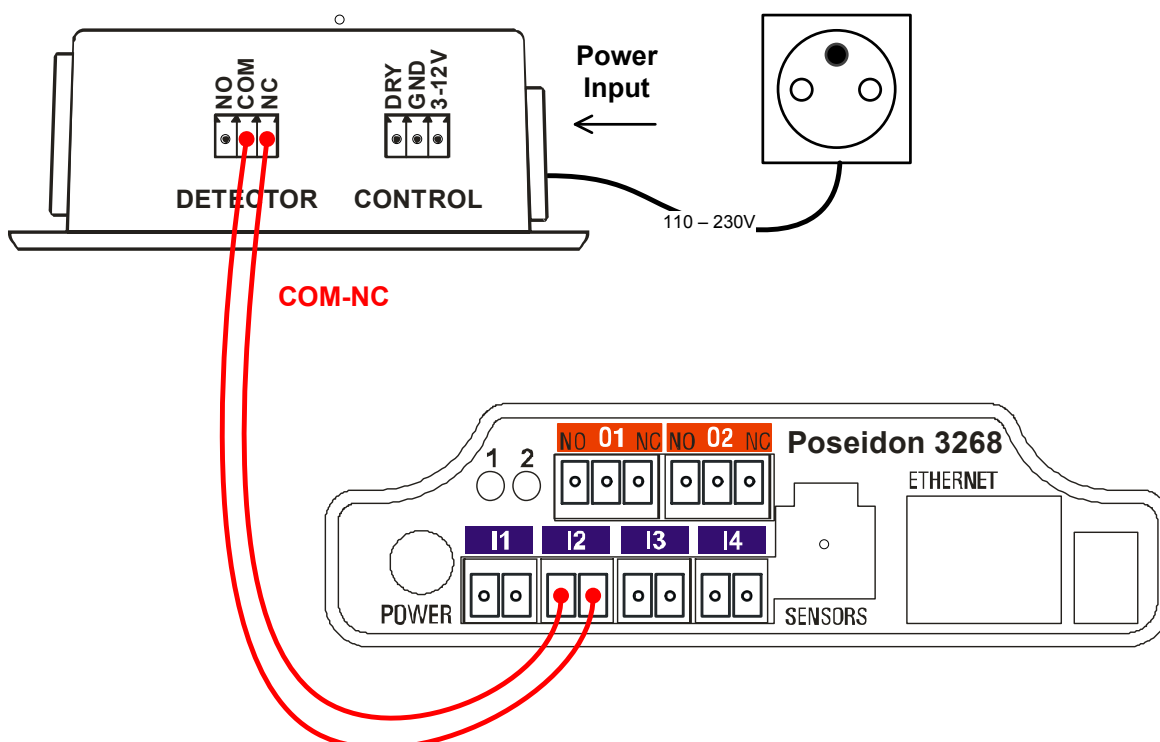 NO
COM
NC
DRY
GND
3-12V
DETECTOR
CONTROL
Power
Input
110 – 230V
COM-NC
NO 01 NC
NO 02 NC
Poseidon 3268
1 2
ETHERNET
I1
I2
I3
I4
POWER
SENSORS